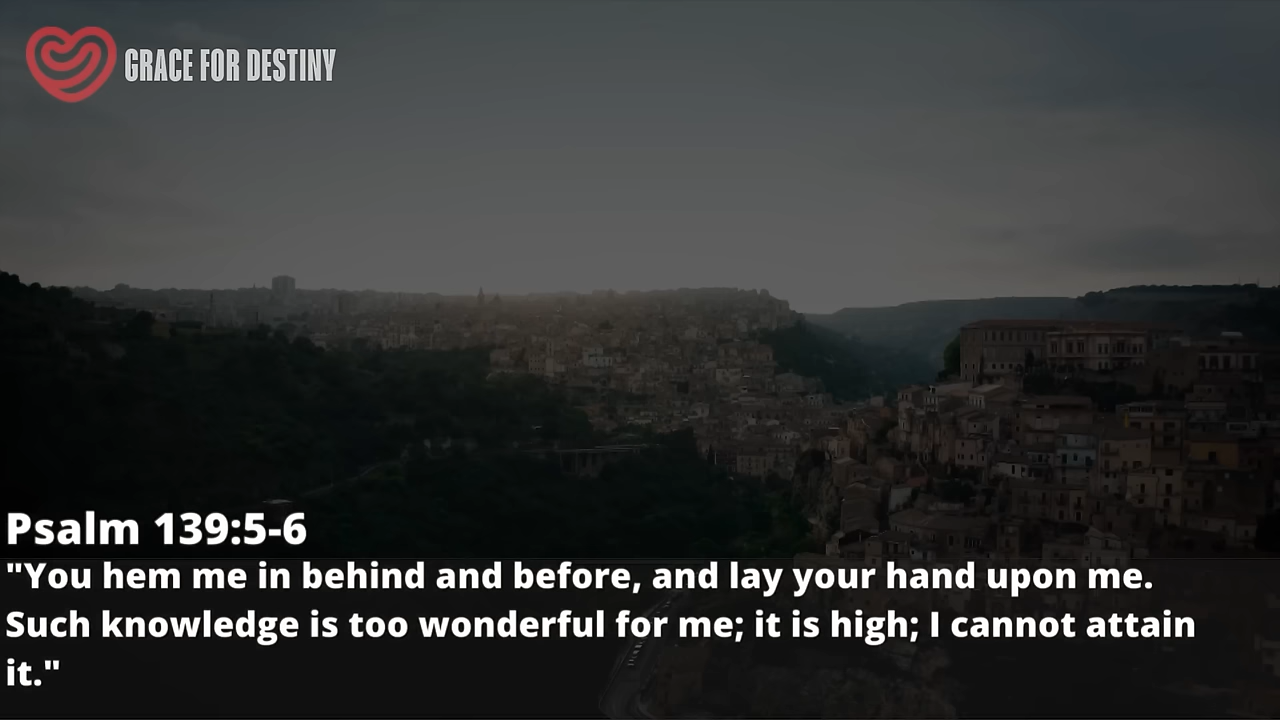 GRACE FOR DESTINY
Psalm 139:5-6
"You hem me in behind and before, and lay your hand upon me.
Such knowledge is too wonderful for me; it is high; I cannot attain
it."